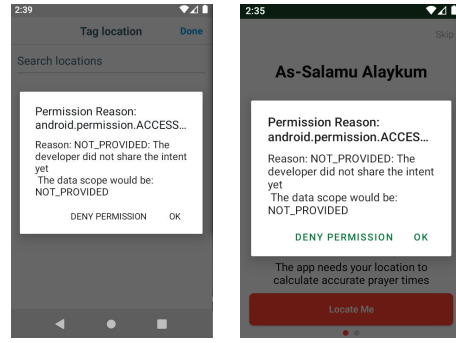 2:39
Tag location
Done
Search locations
Permission Reason:
android.permission.ACCESS...
Reason: NOT_PROVIDED: The
developer did not share the intent
yet
The data scope would be:
NOT_PROVIDED
DENY PERMISSION
OK
2:35
Skip
As-Salamu Alaykum
Permission Reason:
android.permission.ACCES...
Reason: NOT_PROVIDED: The
developer did not share the intent
yet
The data scope would be:
NOT_PROVIDED
DENY PERMISSION
OK
The app needs your location to
calculate accurate prayer times
Locate Me